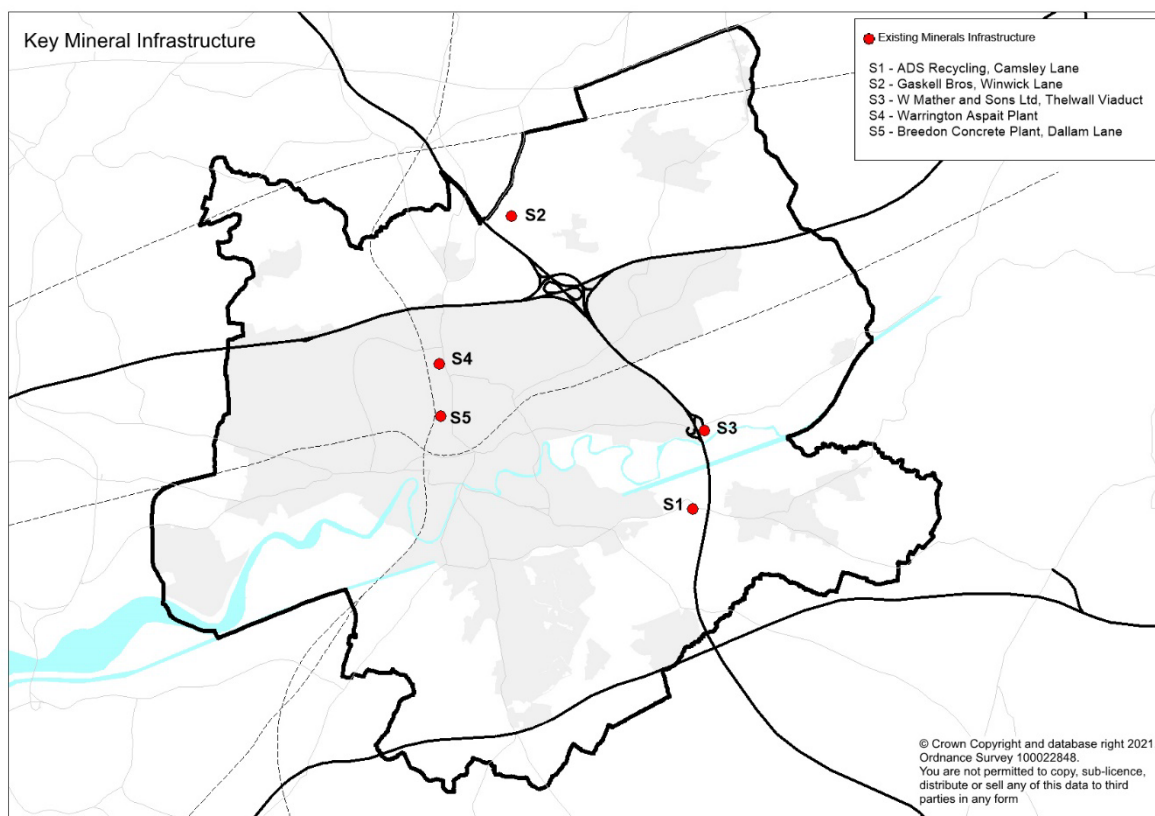 Key Mineral Infrastructure
Existing Minerals Infrastructure
S1 - ADS Recycling, Camsley Lane
S2 - Gaskell Bros, Winwick Lane
S3 - W Mather and Sons Ltd, Thelwall Viaduct
S4 - Warrington Aspait Plant
S5 - Breedon Concrete Plant, Dallam Lane
S2
S4
S5
S3
S1
© Crown Copyright and database right 2021
Ordnance Survey 100022848.
You are not permitted to copy, sub-licence,
distribute or sell any of this data to third
parties in any form